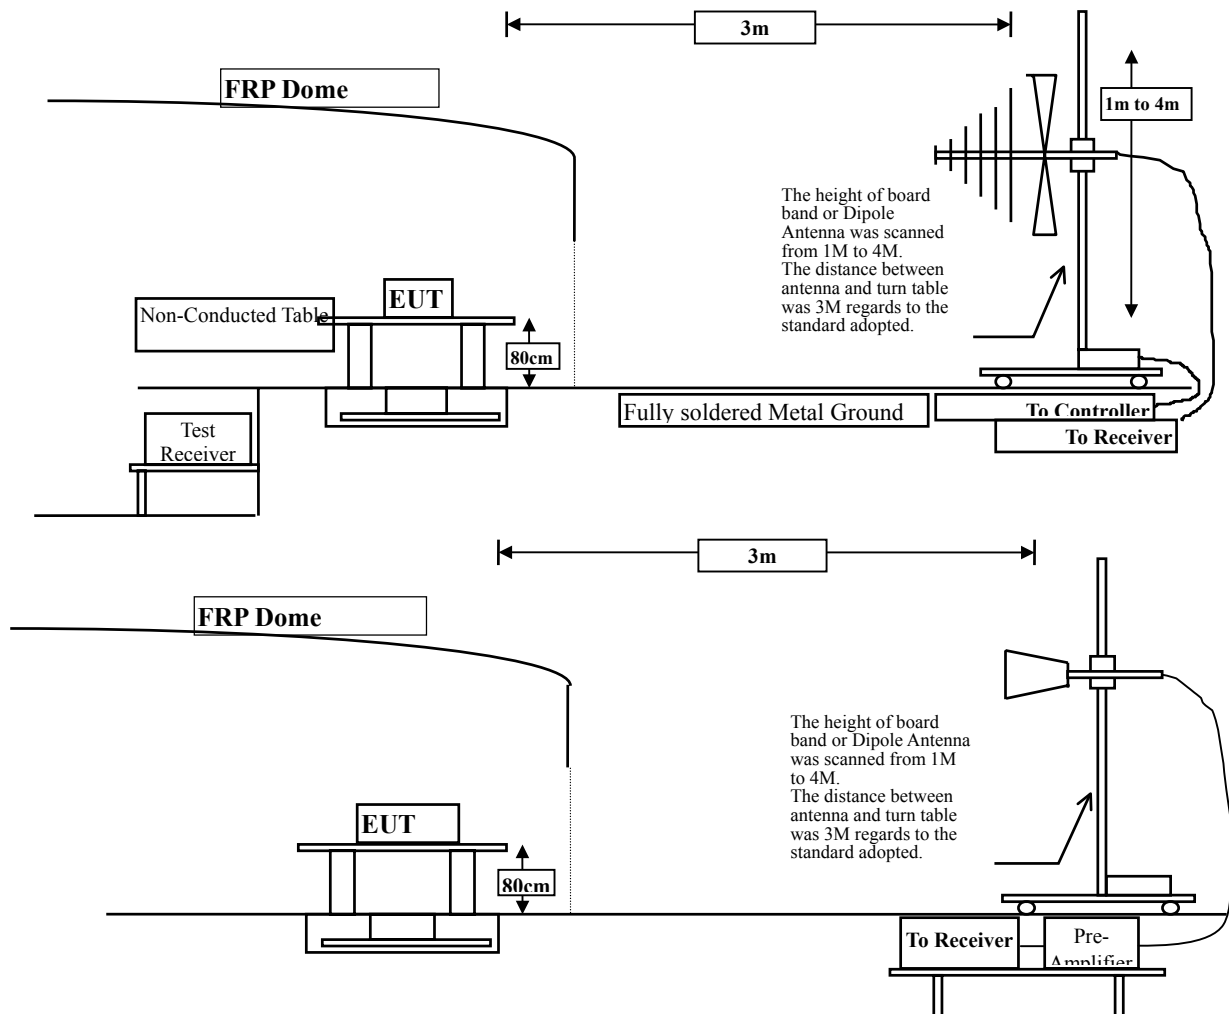 3m
FRP Dome
1m to 4m
The height of board
band or Dipole
Antenna was scanned
from 1M to 4M.
The distance between
antenna and turn table
was 3M regards to the
standard adopted.
EUT
Non-Conducted Table
80cm
Fully soldered Metal Ground
To Controller
To Receiver
Test
Receiver
3m
FRP Dome
The height of board
band or Dipole Antenna
was scanned from 1M
to 4M.
The distance between
antenna and turn table
was 3M regards to the
standard adopted.
EUT
80cm
To Receiver
Pre-
Amplifier